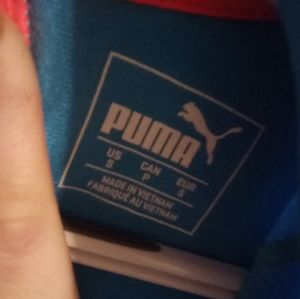 PUMA
US CAN EUR
S P S
MADE IN VIETNAM
FABRIQUÉ AU VIETNAM